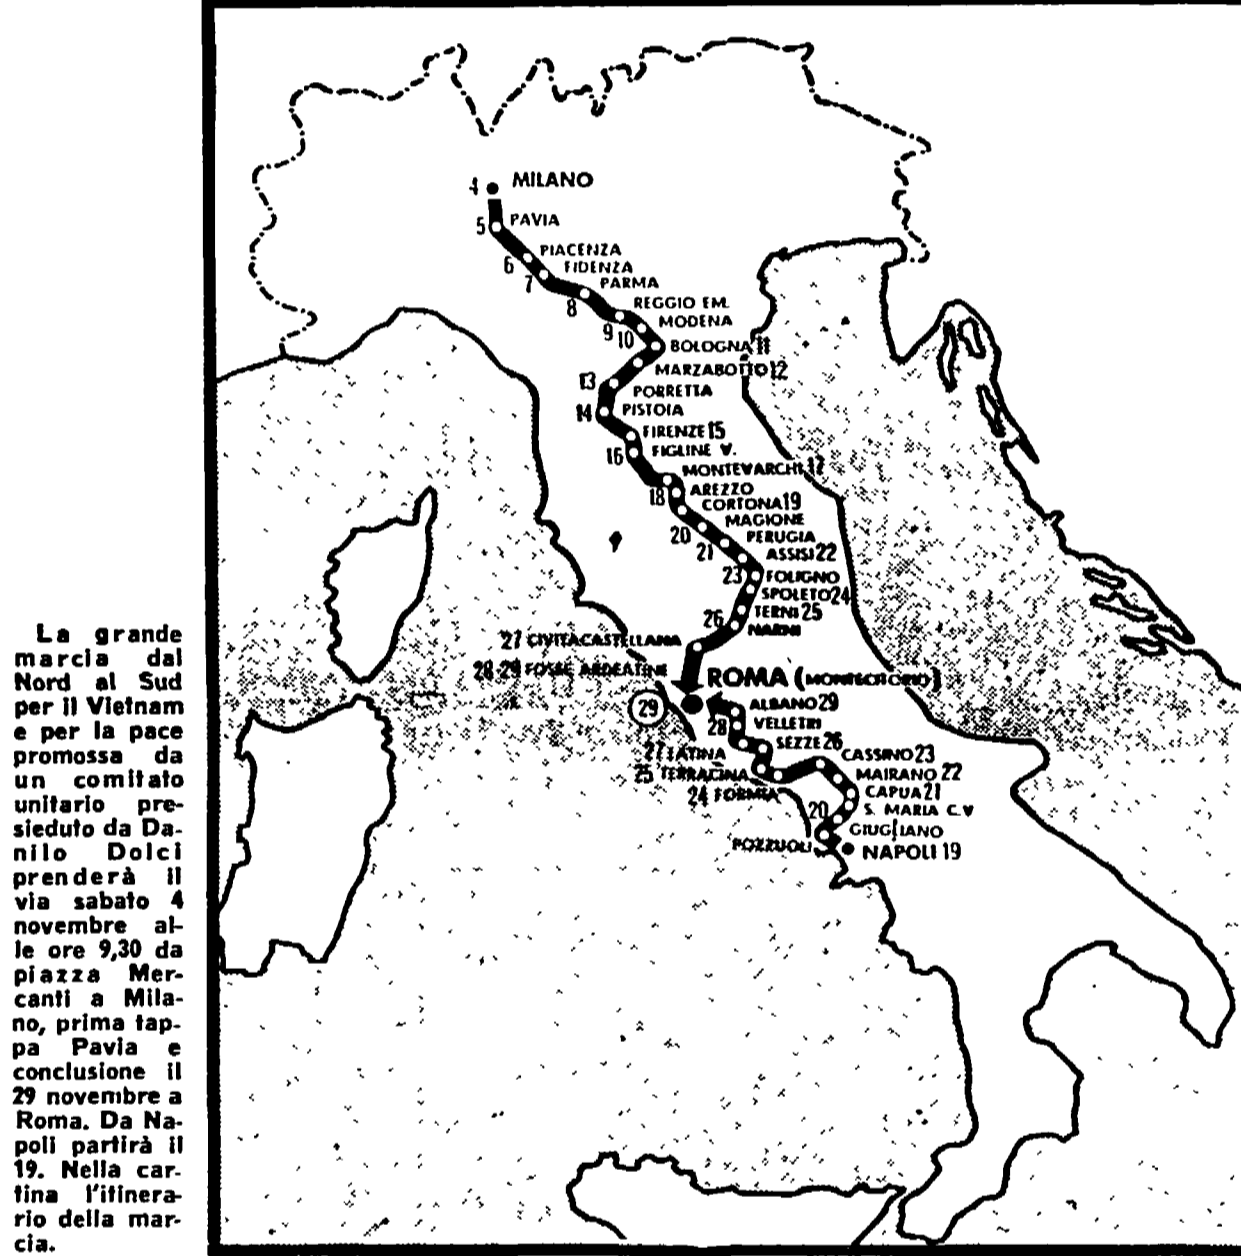 La grande
marcia dal
Nord al Sud
per il Vietnam
e per la pace
promossa da
un comitato
unitario pre-
sieduto da Da-
nilo Dolci
prenderà il
via sabato 4
novembre al-
le ore 9,30 da
piazza Mer-
canti a Mila-
no, prima tap-
pa Pavia e
conclusione il
29 novembre a
Roma. Da Na-
poli partirà il
19. Nella car-
tina l'itinera-
rio della mar-
cia.
4 MILANO
5 PAVIA
6 PIACENZA
7 FIDENZA
8 PARMA
9 REGGIO EM.
10 MODENA
BOLOGNA 11
MARZABOTTO 12
13 PORRETTA
14 PISTOIA
FIRENZE 15
16 FIGLINE V.
MONTEVARCHI 17
18 AREZZO
CORTONA 19
20 MAGIONE
21 PERUGIA
ASSISI 22
23 FOLIGNO
SPOLETO 24
TERNI 25
26 NARNI
27 CIVITACASTELLANA
28-29 FOSSE ARDEATINE
ROMA (MONTECITORIO)
29
ALBANO 29
28 VELLETRI
27 LATINA
SEZZE 26
25 TERRACINA
24 FORMIA
CASSINO 23
MAIRANO 22
CAPUA 21
20 S. MARIA C.V
GIUGLIANO
POZZUOLI
NAPOLI 19